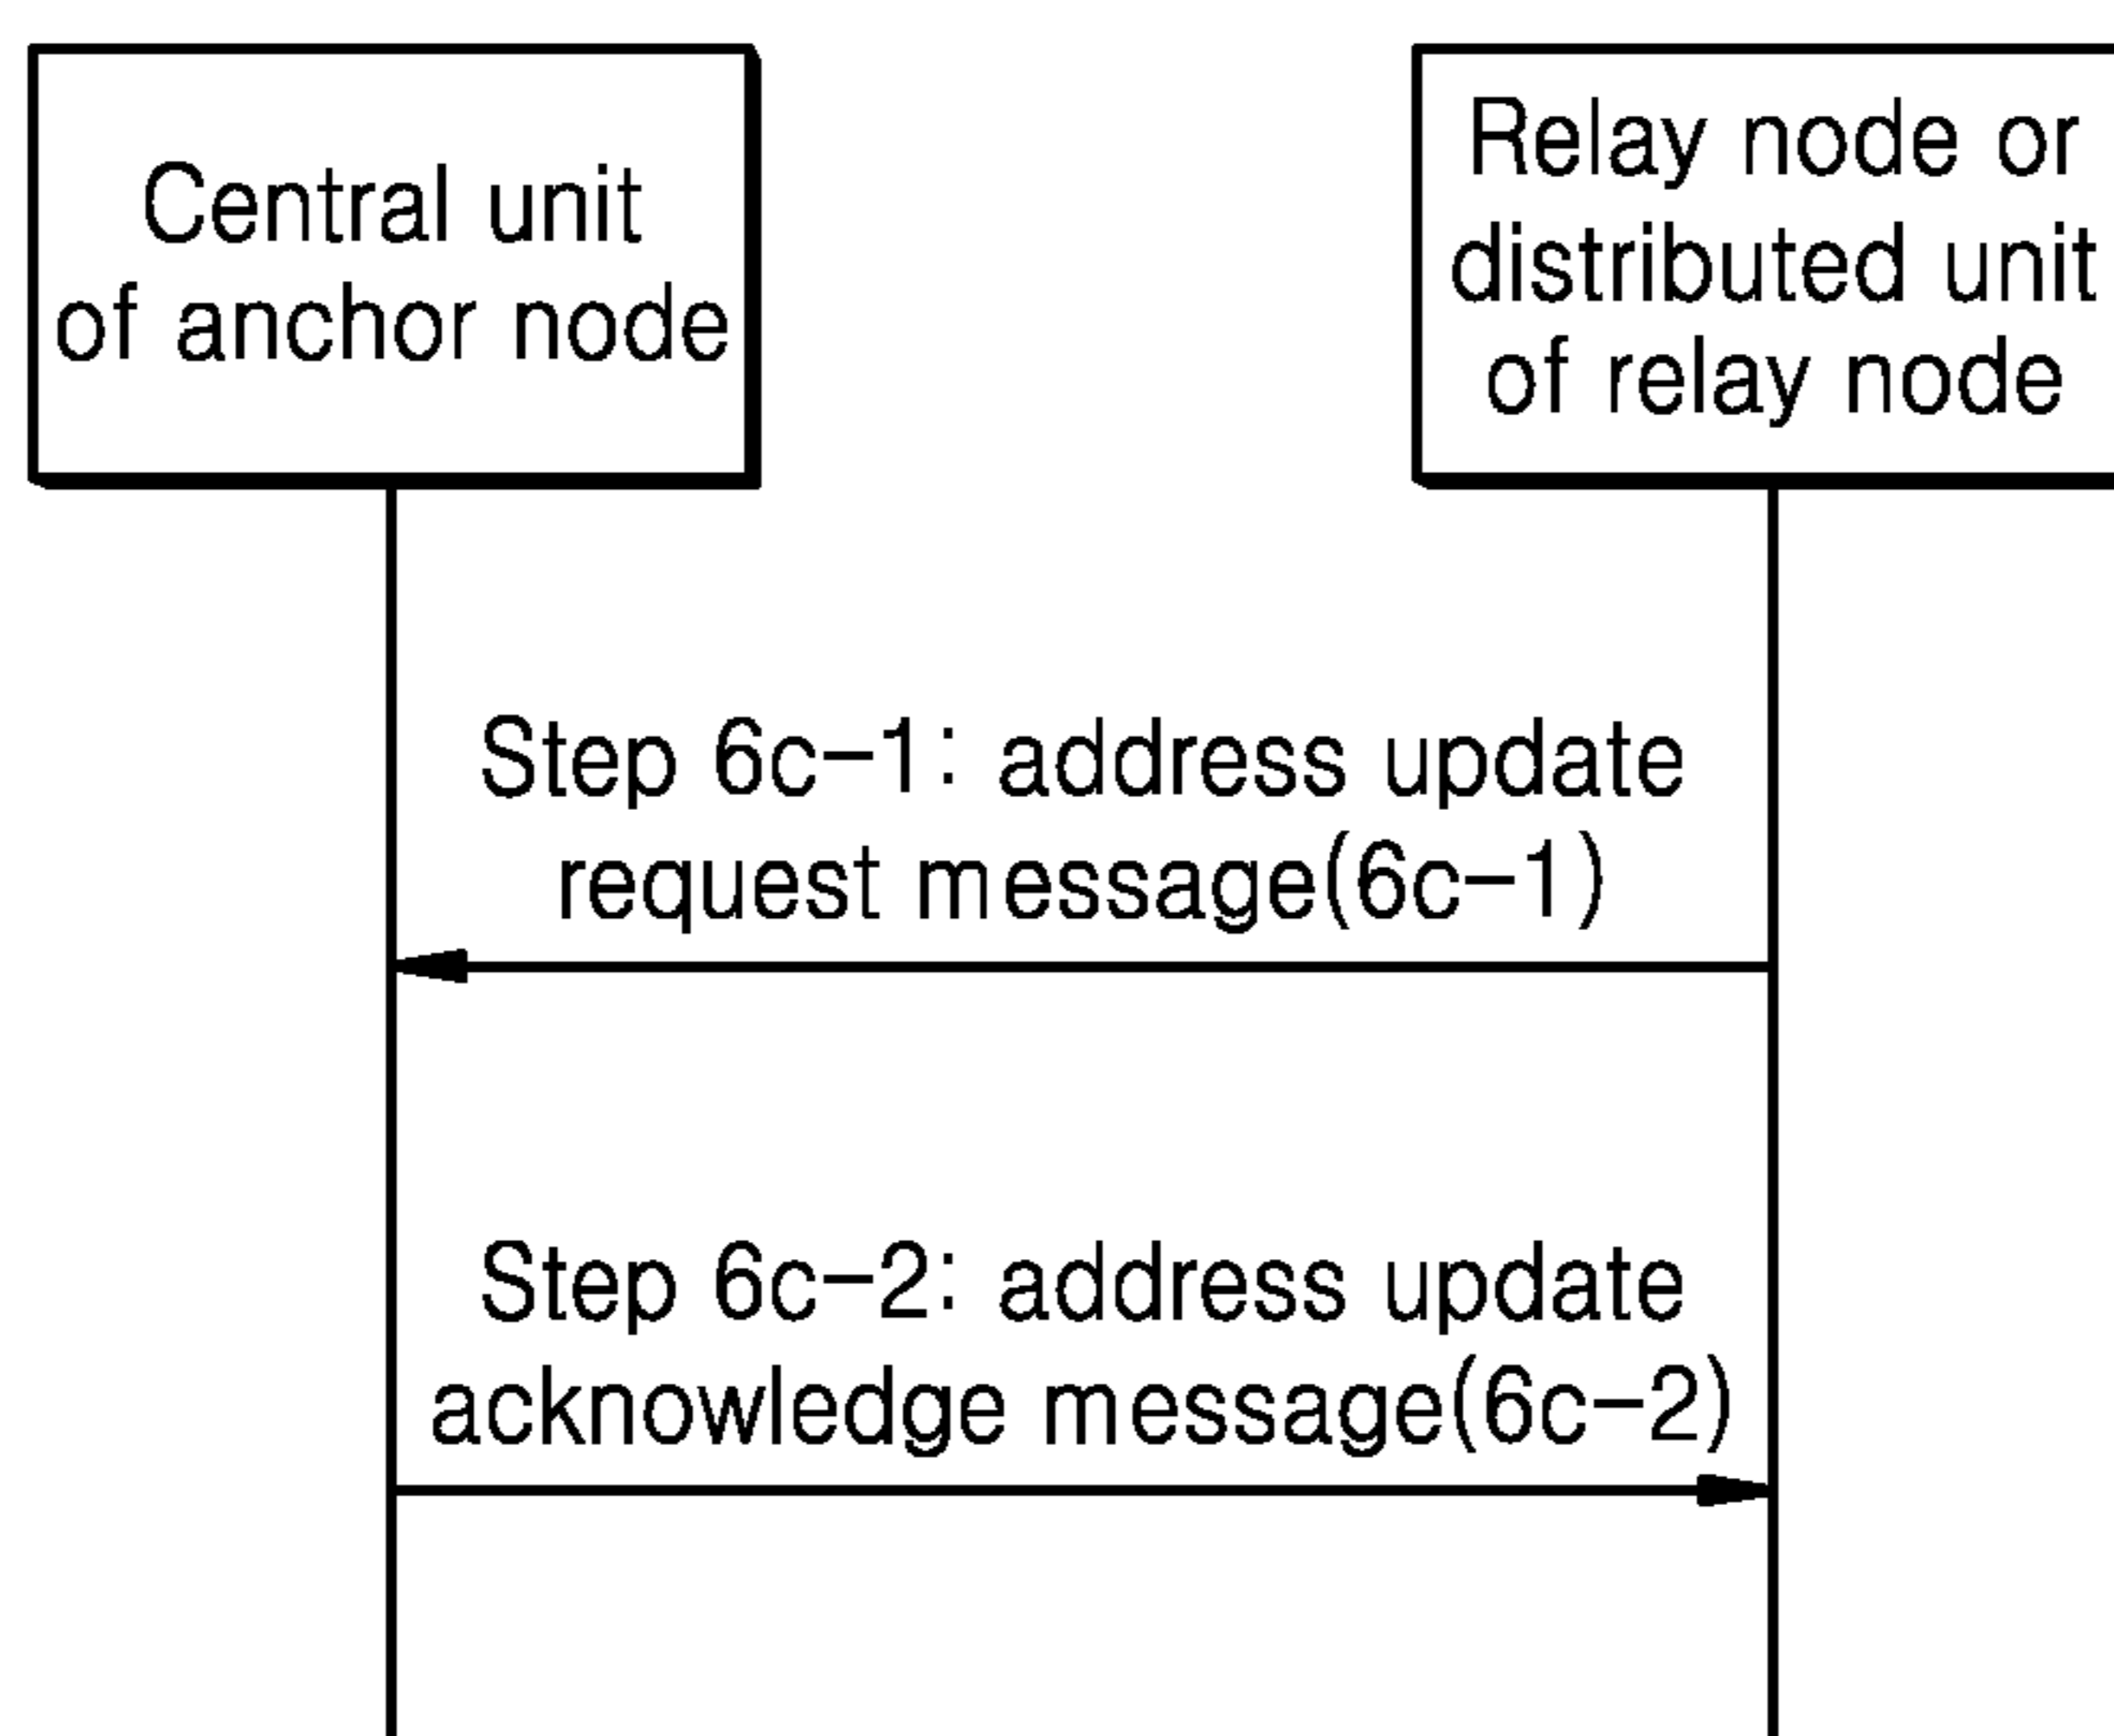 Central unit
of anchor node
Relay node or
distributed unit
of relay node
Step 6c-1: address update
request message(6c-1)
Step 6c-2: address update
acknowledge message(6c-2)